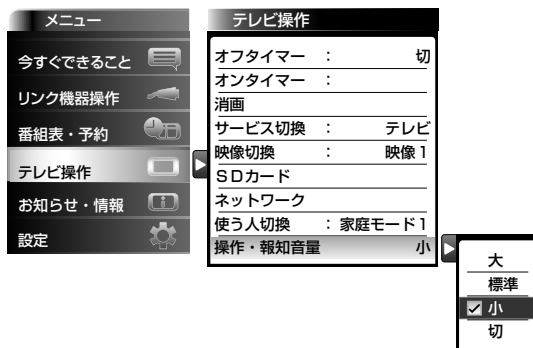 メニュー
今すぐできること
リンク機器操作
番組表・予約
テレビ操作
お知らせ・情報
設定
テレビ操作
オフタイマー : 切
オンタイマー :
消画
サービス切換 : テレビ
映像切換 : 映像1
SDカード
ネットワーク
使う人切換 : 家庭モード1
操作・報知音量 小
大
標準
小
切